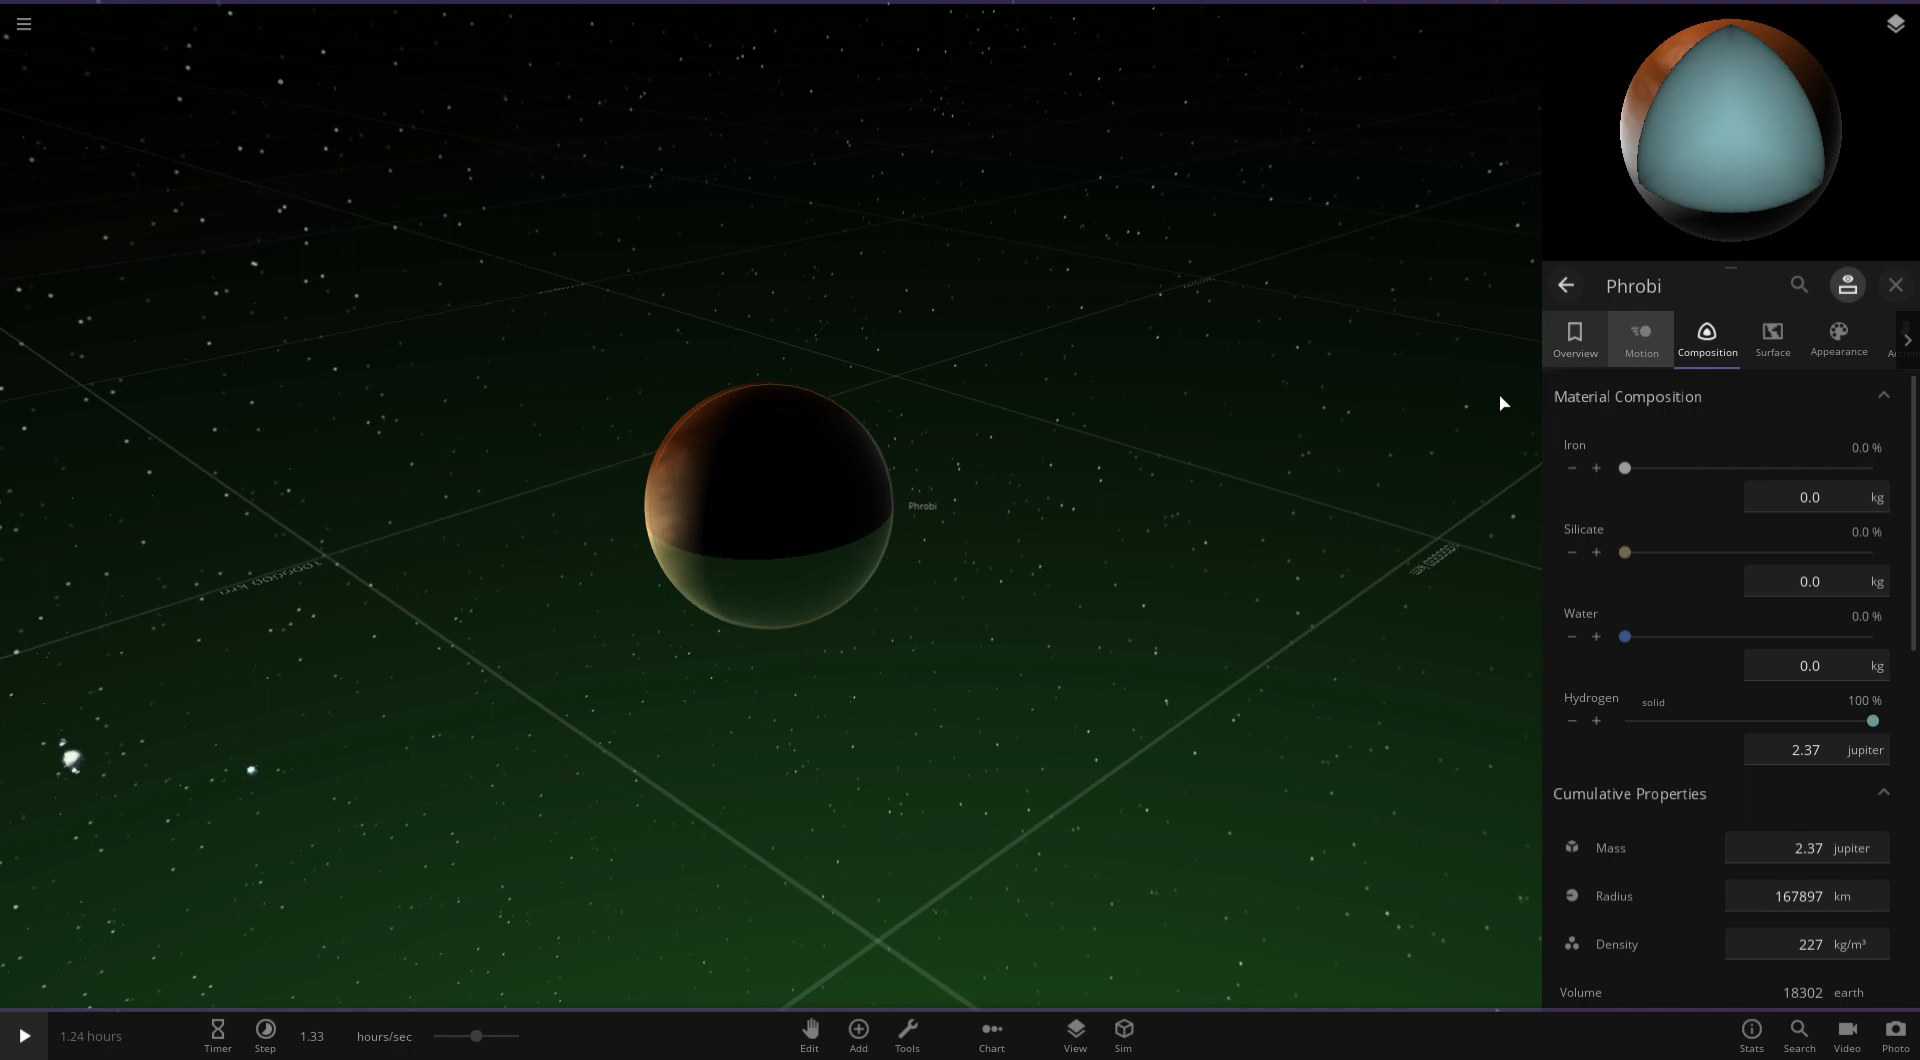 Phrobi
Overview
Motion
Composition
Surface
Appearance
Material Composition
Iron
0.0 %
0.0 kg
Silicate
0.0 %
0.0 kg
Water
0.0 %
0.0 kg
Hydrogen solid
100 %
2.37 jupiter
Cumulative Properties
Mass 2.37 jupiter
Radius 167897 km
Density 227 kg/m³
Volume 18302 earth
Phrobi
1000000 km
1.24 hours
Timer
Step
1.33 hours/sec
Edit
Add
Tools
Chart
View
Sim
Stats
Search
Video
Photo